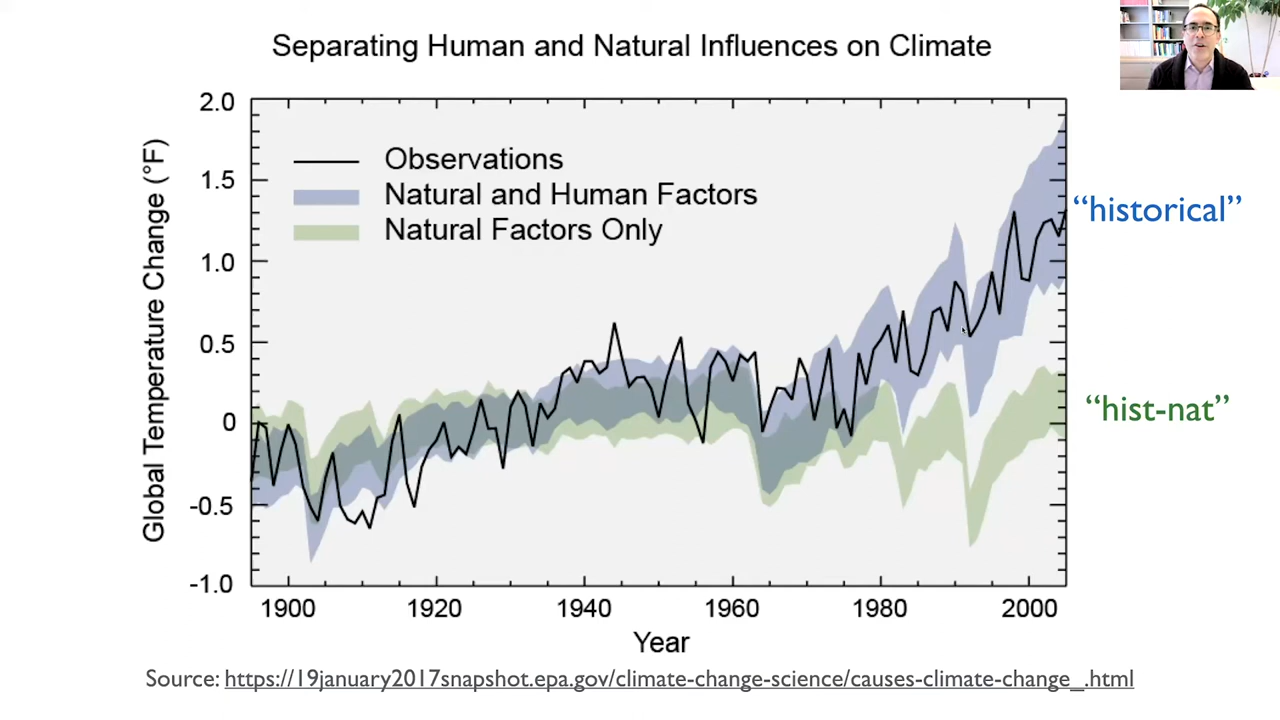 Separating Human and Natural Influences on Climate
2.0
1.5
1.0
0.5
0
-0.5
-1.0
Global Temperature Change (°F)
Observations
Natural and Human Factors
Natural Factors Only
“historical”
“hist-nat”
1900 1920 1940 1960 1980 2000
Year
Source: https://19january2017snapshot.epa.gov/climate-change-science/causes-climate-change_.html